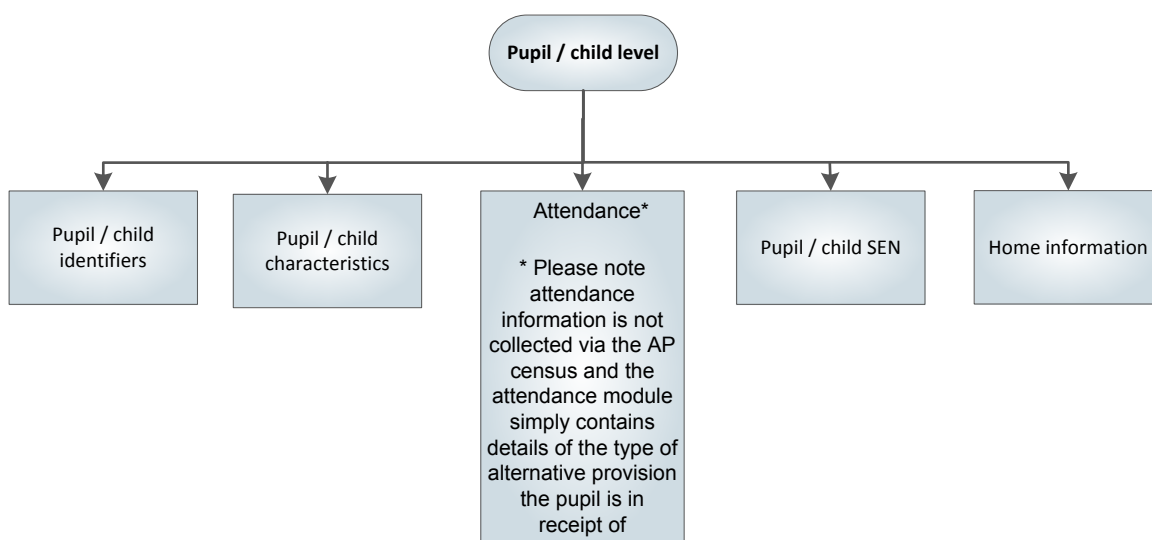 Pupil / child level
Pupil / child
identifiers
Pupil / child
characteristics
Attendance*
* Please note
attendance
information is not
collected via the AP
census and the
attendance module
simply contains
details of the type of
alternative provision
the pupil is in
receipt of
Pupil / child SEN
Home information